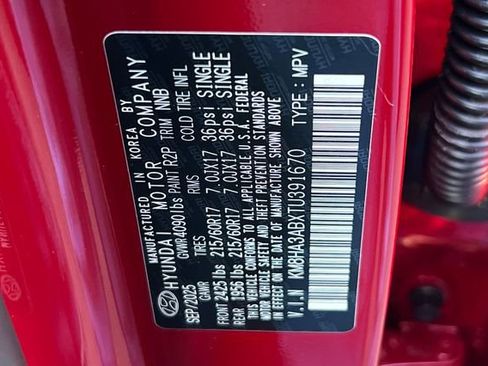 MANUFACTURED IN KOREA BY
HYUNDAI MOTOR COMPANY
SEP/2025 GVWR4090lbs PAINT R2P TRIM NNB
GAWR TIRES RIMS COLD TIRE INFL
FRONT 2425 lbs 215/60R17 7.0JX17 36psi SINGLE
REAR 1956 lbs 215/60R17 7.0JX17 36psi SINGLE
THIS VEHICLE CONFORMS TO ALL APPLICABLE U.S.A. FEDERAL
MOTOR VEHICLE SAFETY, BUMPER, AND THEFT PREVENTION STANDARDS
IN EFFECT ON THE DATE OF MANUFACTURE SHOWN ABOVE.
V.I.N KM8HA3ABXTU391670 TYPE : MPV